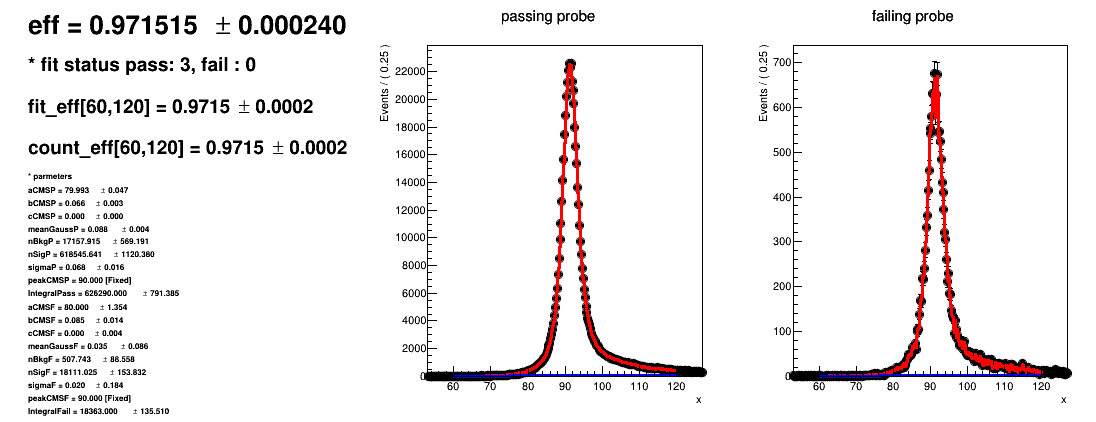 eff = 0.971515 ± 0.000240
* fit status pass: 3, fail : 0
fit_eff[60,120] = 0.9715 ± 0.0002
count_eff[60,120] = 0.9715 ± 0.0002
* parmeters
aCMSP = 79.993 ± 0.047
bCMSP = 0.066 ± 0.003
cCMSP = 0.000 ± 0.000
meanGaussP = 0.088 ± 0.004
nBkgP = 17157.915 ± 569.191
nSigP = 618545.641 ± 1120.380
sigmaP = 0.068 ± 0.016
peakCMSP = 90.000 [Fixed]
IntegralPass = 626290.000 ± 791.385
aCMSF = 80.000 ± 1.354
bCMSF = 0.085 ± 0.014
cCMSF = 0.000 ± 0.004
meanGaussF = 0.035 ± 0.086
nBkgF = 507.743 ± 88.558
nSigF = 18111.025 ± 153.832
sigmaF = 0.020 ± 0.184
peakCMSF = 90.000 [Fixed]
IntegralFail = 18363.000 ± 135.510
passing probe
Events / ( 0.25 )
22000
20000
18000
16000
14000
12000
10000
8000
6000
4000
2000
0
60 70 80 90 100 110 120
x
failing probe
Events / ( 0.25 )
700
600
500
400
300
200
100
0
60 70 80 90 100 110 120
x